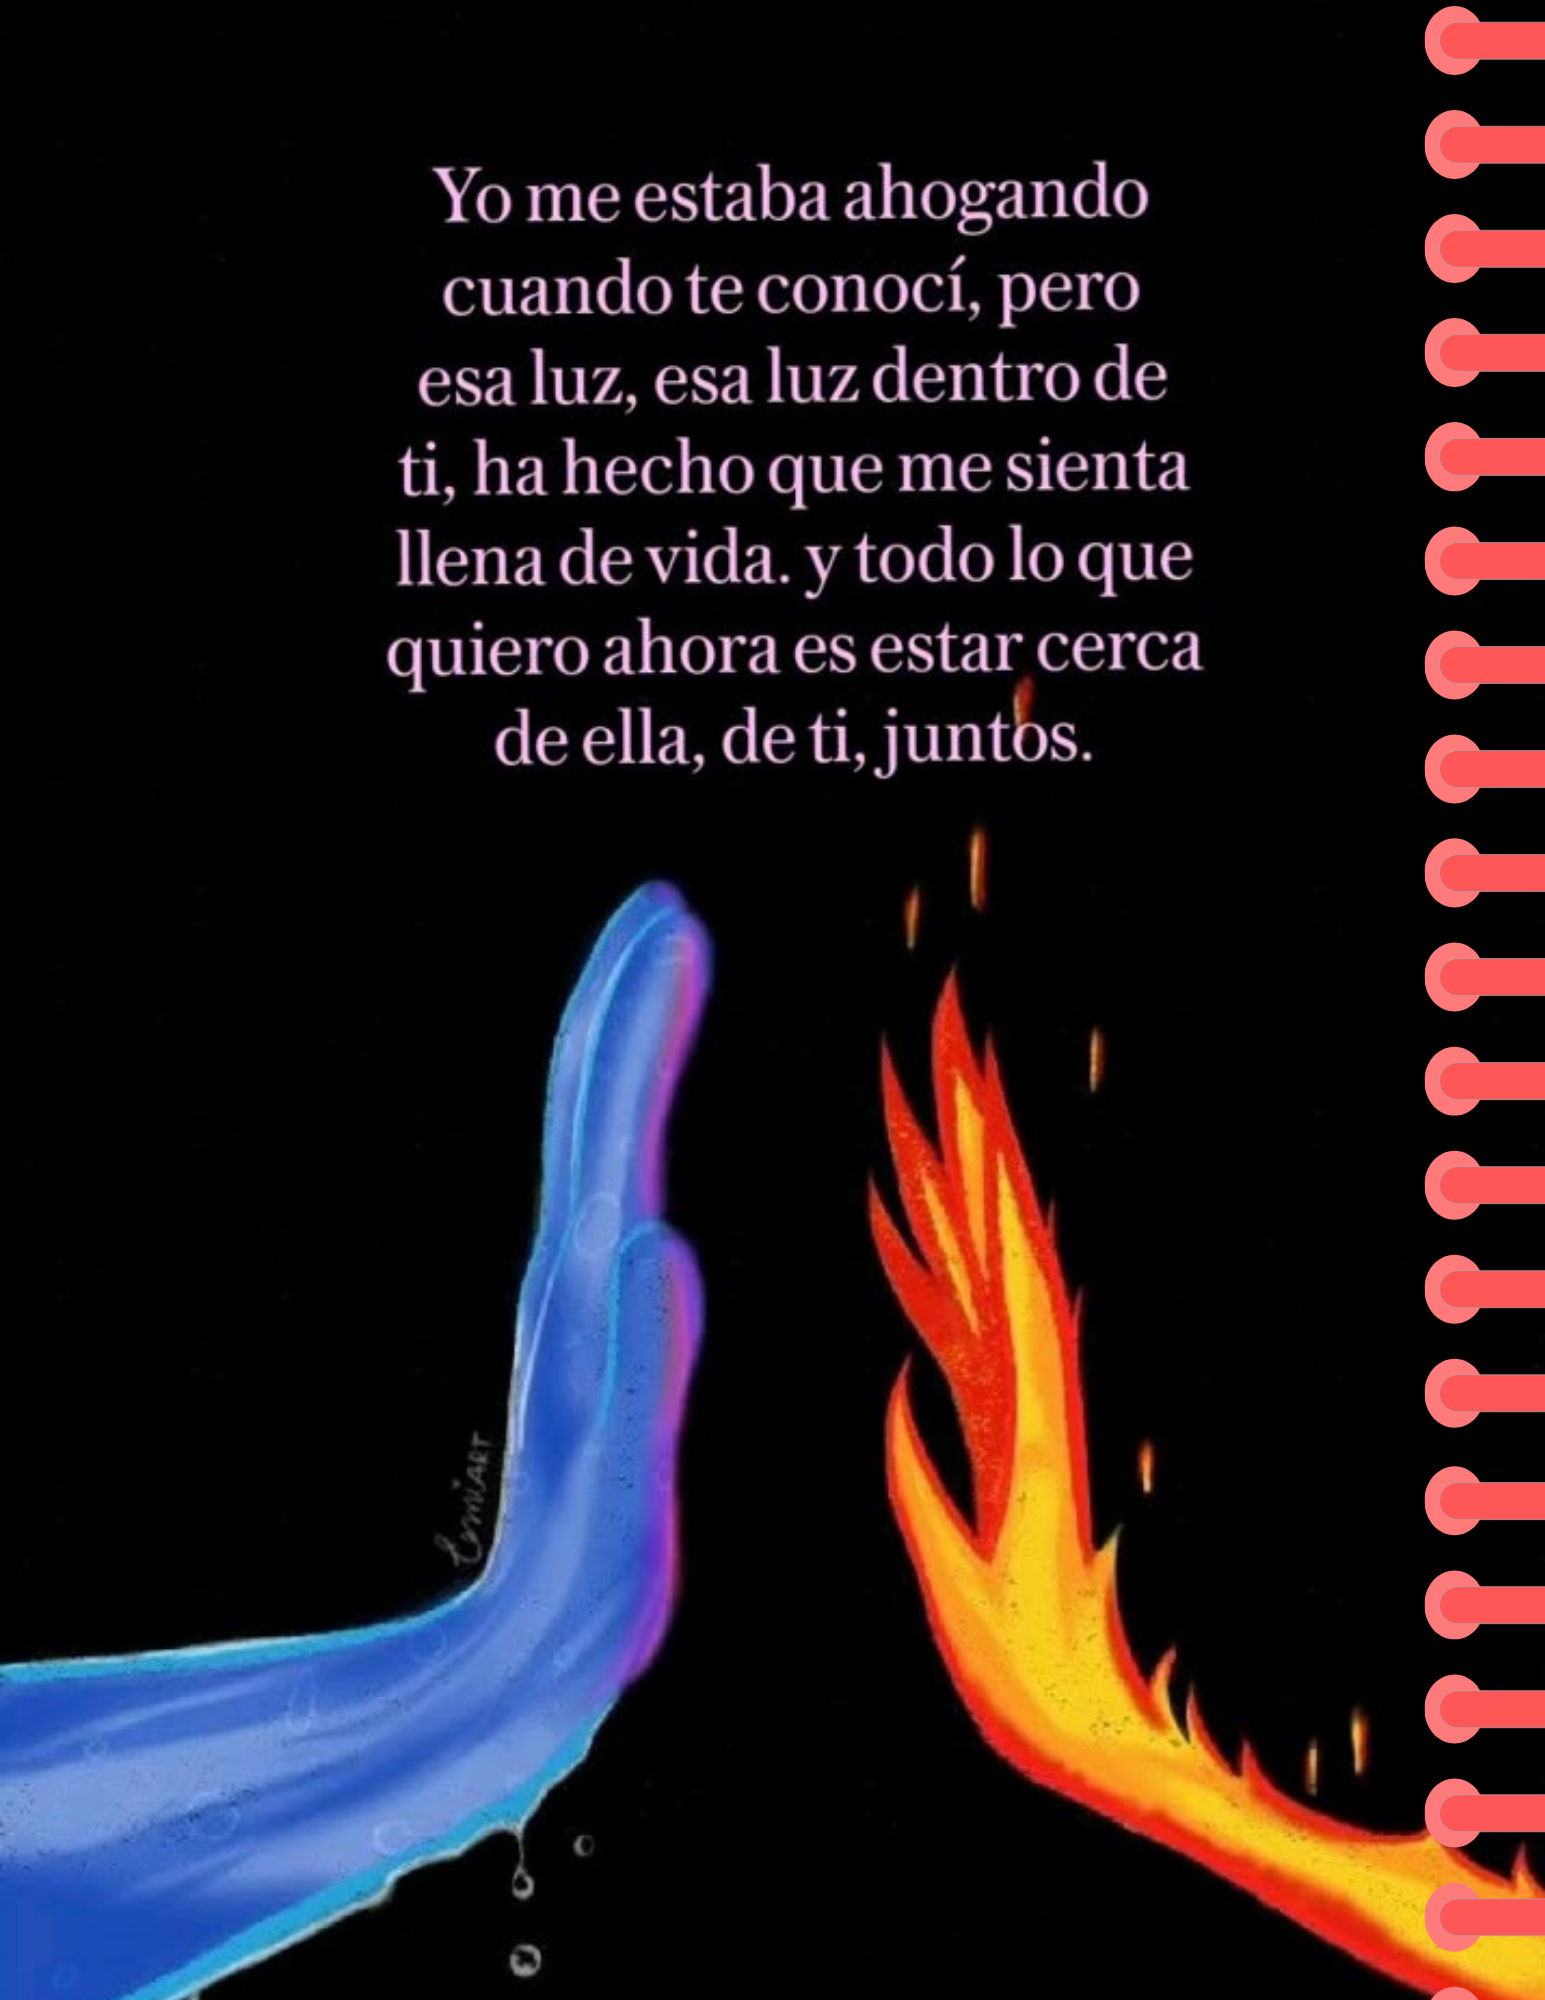 Yo me estaba ahogando
cuando te conocí, pero
esa luz, esa luz dentro de
ti, ha hecho que me sienta
llena de vida. y todo lo que
quiero ahora es estar cerca
de ella, de ti, juntos.